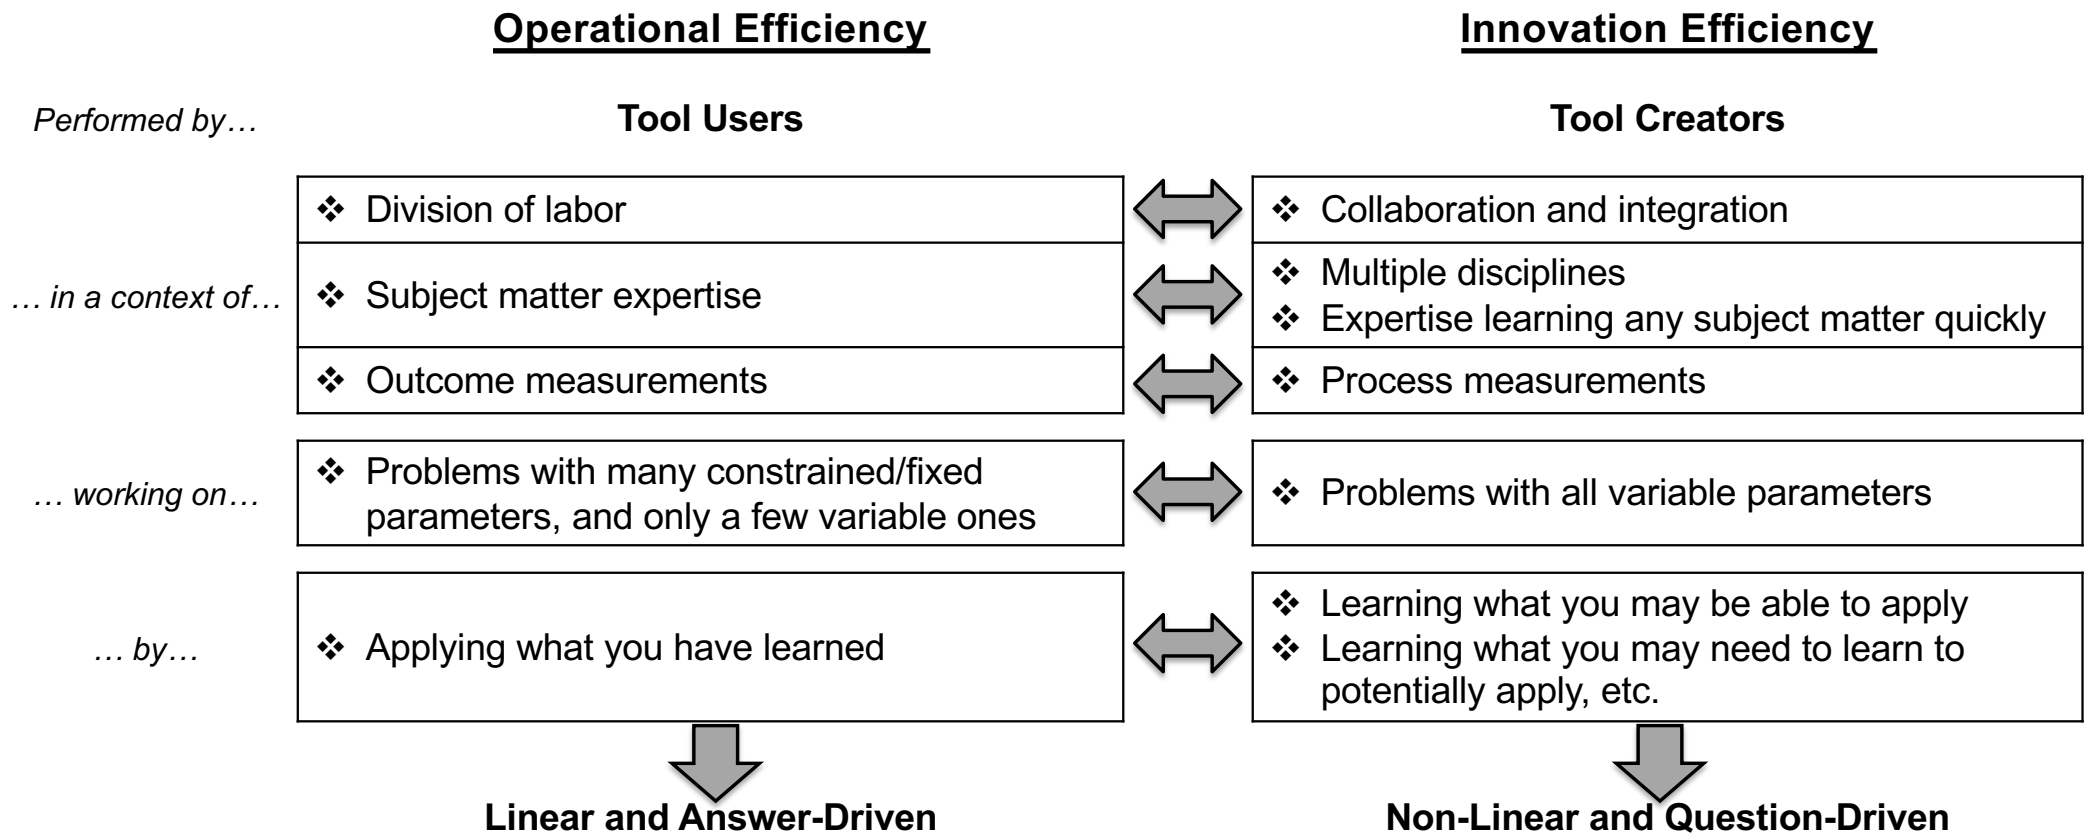 Operational Efficiency
Innovation Efficiency
Performed by…
Tool Users
Tool Creators
… in a context of…
❖ Division of labor
❖ Collaboration and integration
❖ Subject matter expertise
❖ Multiple disciplines
❖ Expertise learning any subject matter quickly
❖ Outcome measurements
❖ Process measurements
… working on…
❖ Problems with many constrained/fixed
parameters, and only a few variable ones
❖ Problems with all variable parameters
… by…
❖ Applying what you have learned
❖ Learning what you may be able to apply
❖ Learning what you may need to learn to
potentially apply, etc.
Linear and Answer-Driven
Non-Linear and Question-Driven